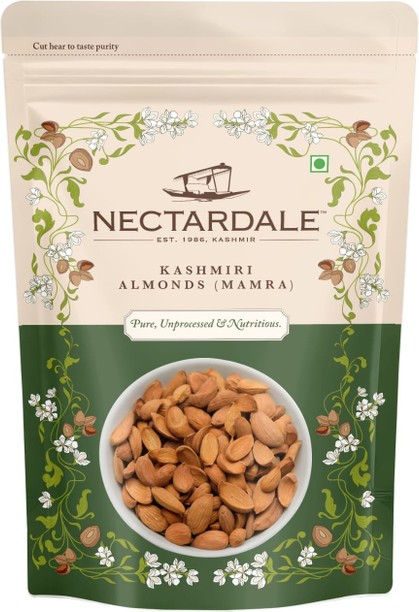 Cut hear to taste purity
NECTARDALE™
EST. 1986, KASHMIR
KASHMIRI
ALMONDS (MAMRA)
Pure, Unprocessed & Nutritious.